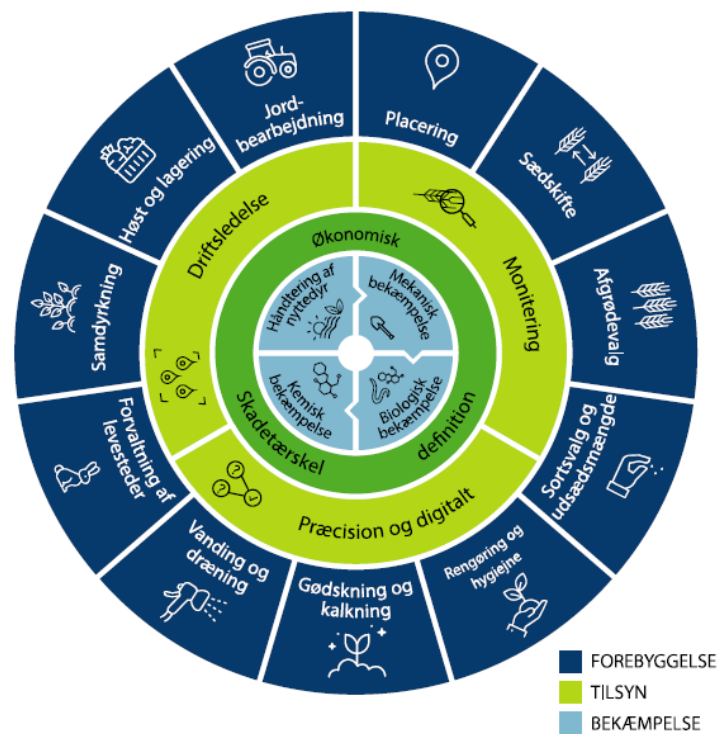 Jord-
bearbejdning
Placering
Sædskifte
Afgrødevalg
Sortsvalg og
udsædsmængde
Rengøring og
hygiejne
Gødskning og
kalkning
Vanding og
dræning
Forvaltning af
levesteder
Samdyrkning
Høst og lagering
Driftsledelse
Monitering
Præcision og digitalt
Økonomisk
definition
Skadetærskel
Håndtering af
nyttedyr
Mekanisk
bekæmpelse
Biologisk
bekæmpelse
Kemisk
bekæmpelse
FOREBYGGELSE
TILSYN
BEKÆMPELSE